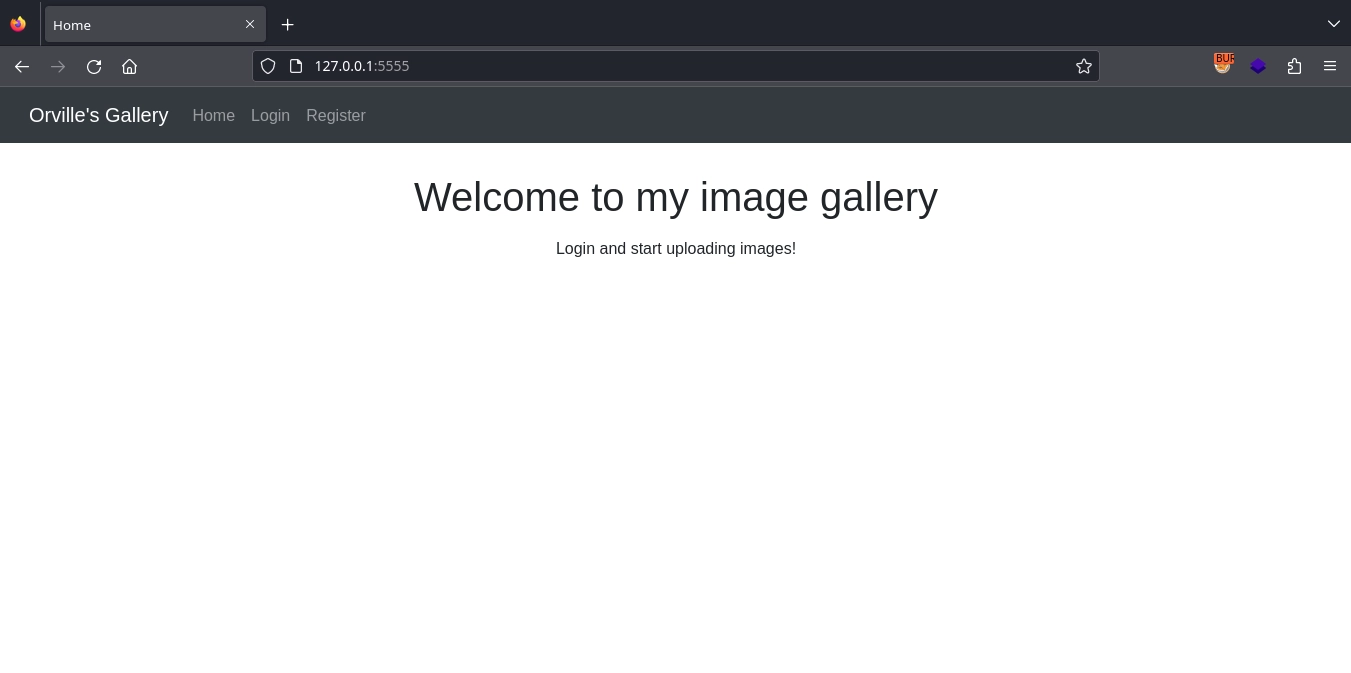 Home
127.0.0.1:5555
BUR
Orville's Gallery Home Login Register
Welcome to my image gallery
Login and start uploading images!